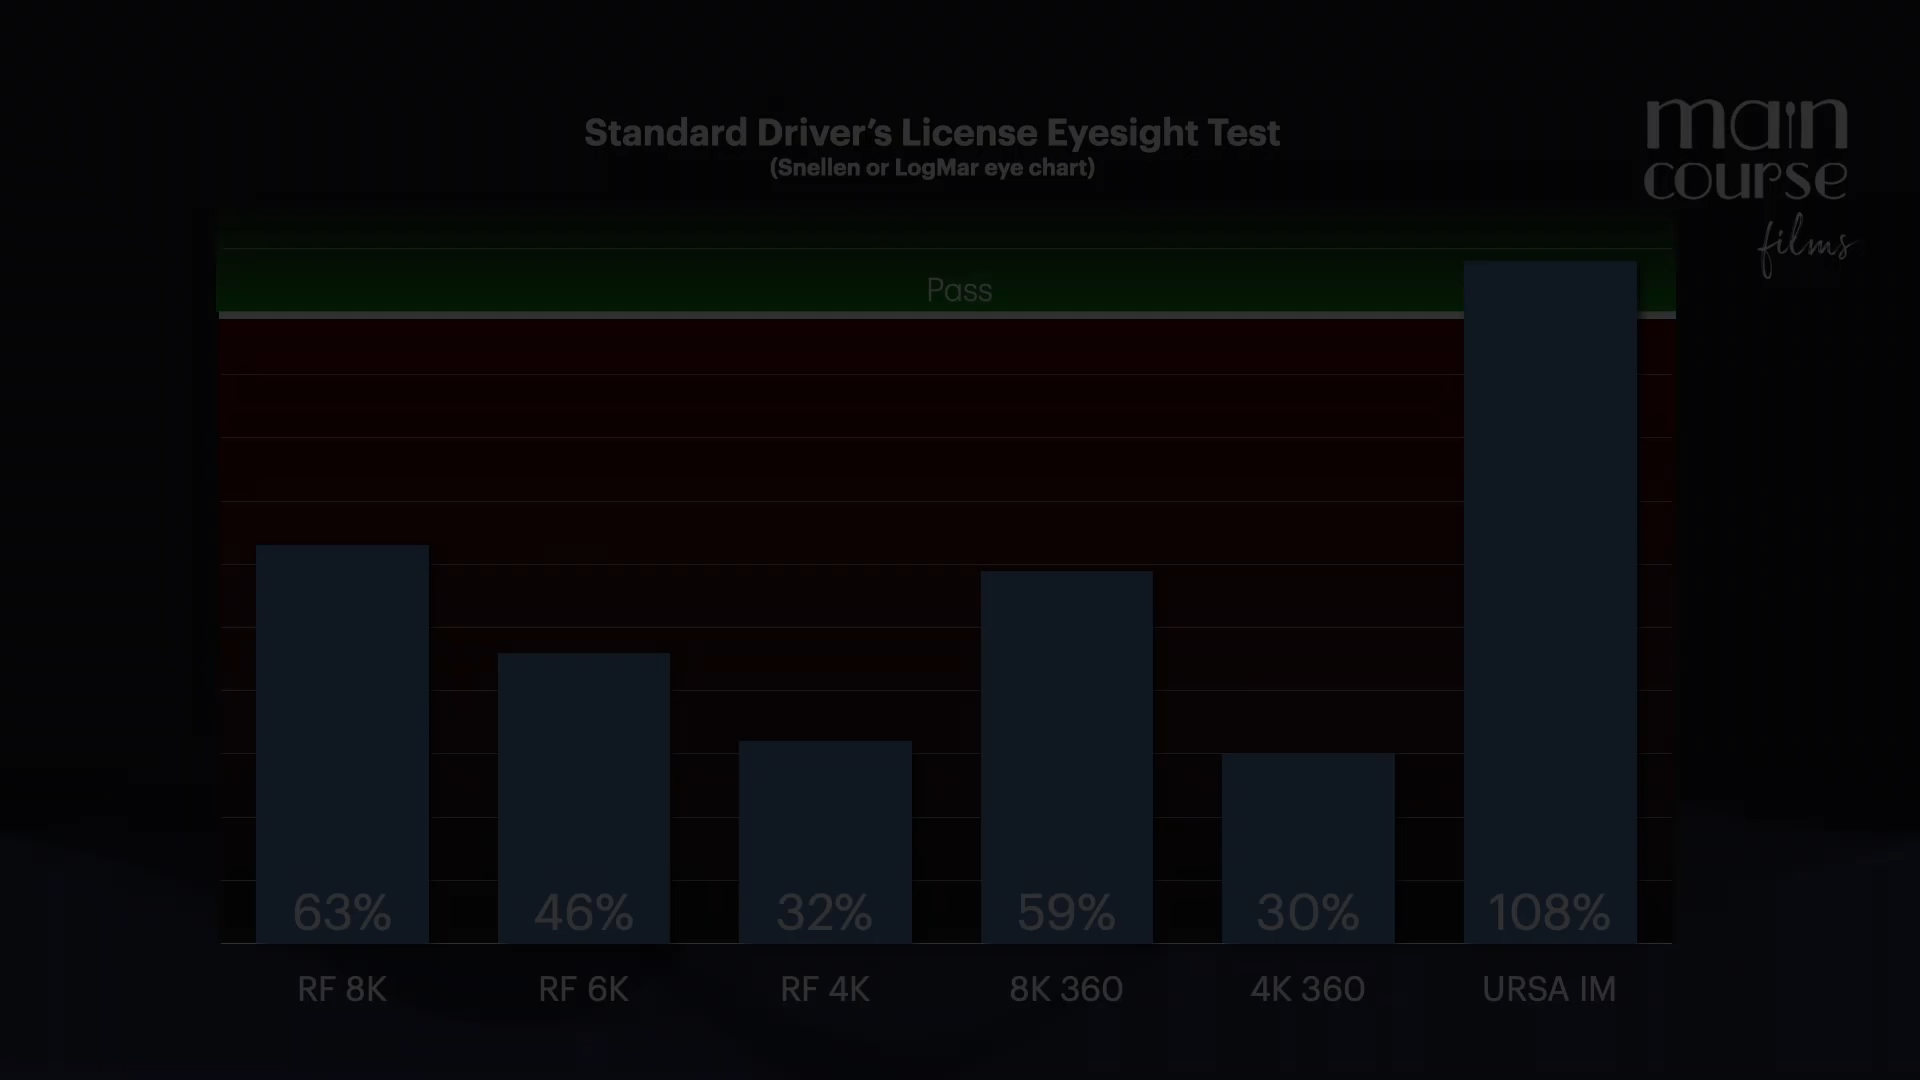 Standard Driver’s License Eyesight Test
(Snellen or LogMar eye chart)
main
course
films
Pass
63%
46%
32%
59%
30%
108%
RF 8K
RF 6K
RF 4K
8K 360
4K 360
URSA IM